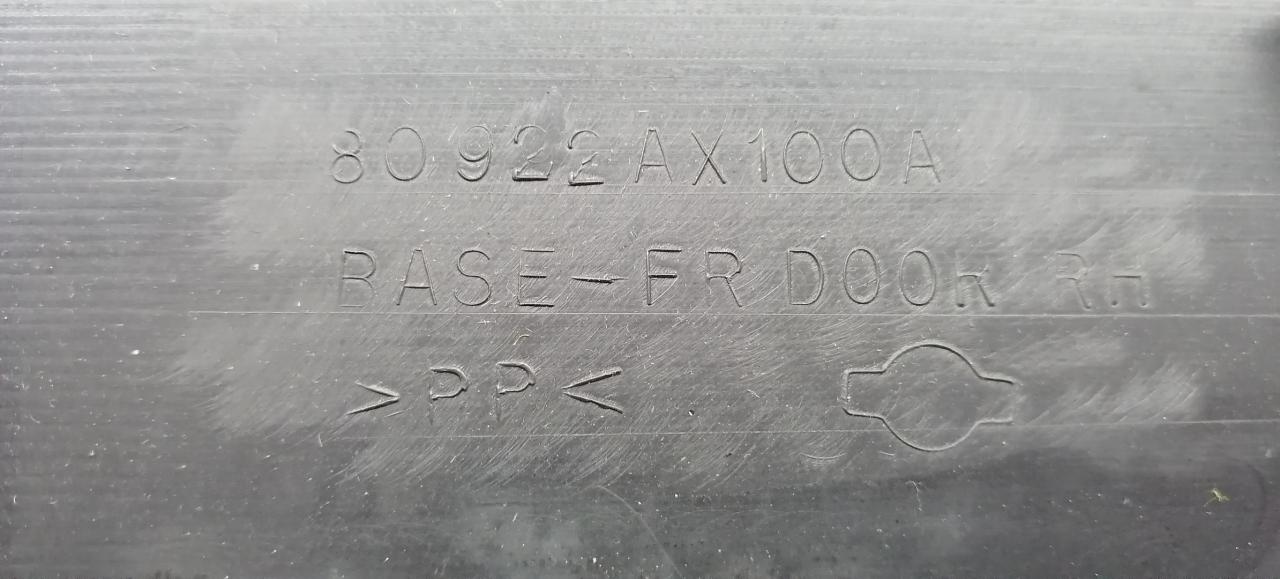 80922AX100A
BASE-FR DOOR RH
>PP<